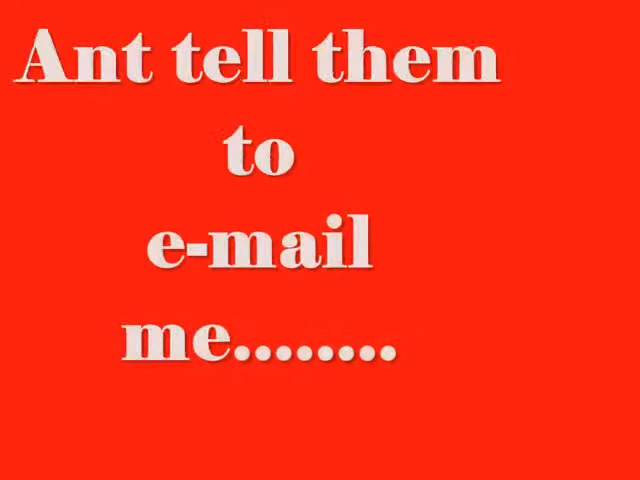 Ant tell them
to
e-mail
me........